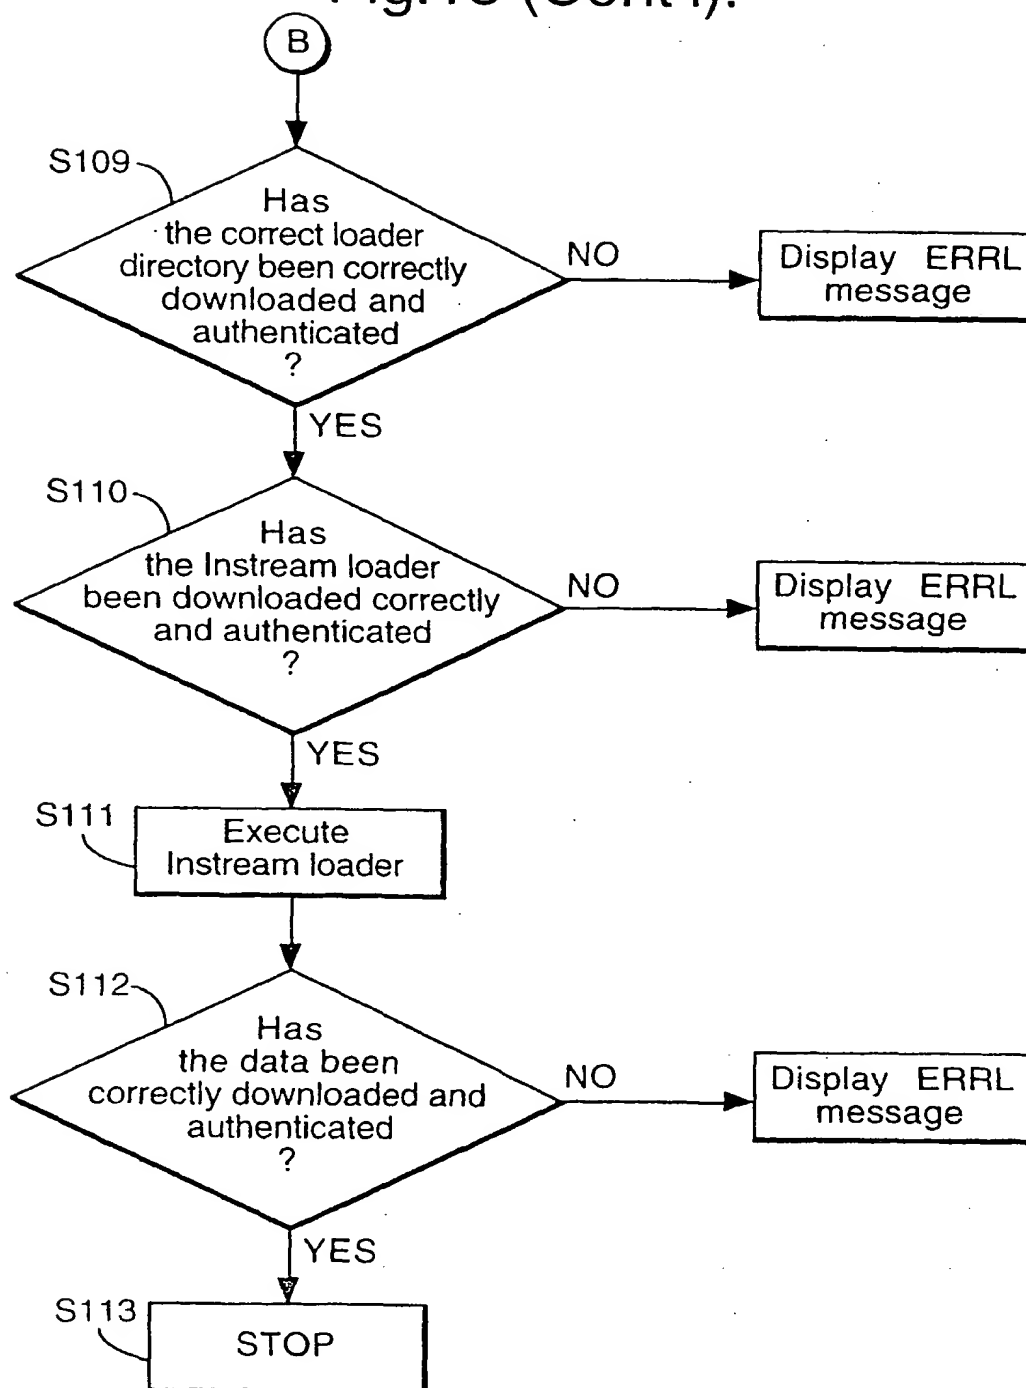 B
S109
Has
the correct loader
directory been correctly
downloaded and
authenticated
?
NO
Display ERRL
message
YES
S110
Has
the Instream loader
been downloaded correctly
and authenticated
?
NO
Display ERRL
message
YES
S111
Execute
Instream loader
S112
Has
the data been
correctly downloaded and
authenticated
?
NO
Display ERRL
message
YES
S113
STOP